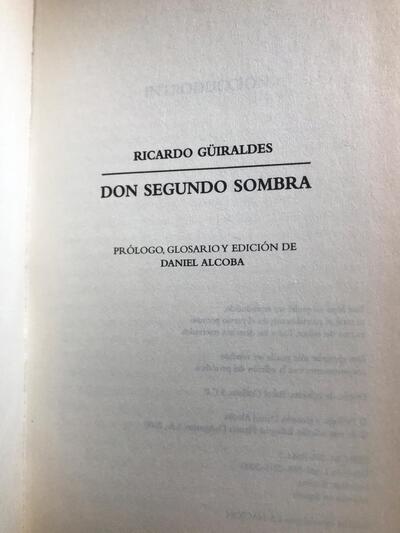 RICARDO GÜIRALDES
DON SEGUNDO SOMBRA
PRÓLOGO, GLOSARIO Y EDICIÓN DE
DANIEL ALCOBA